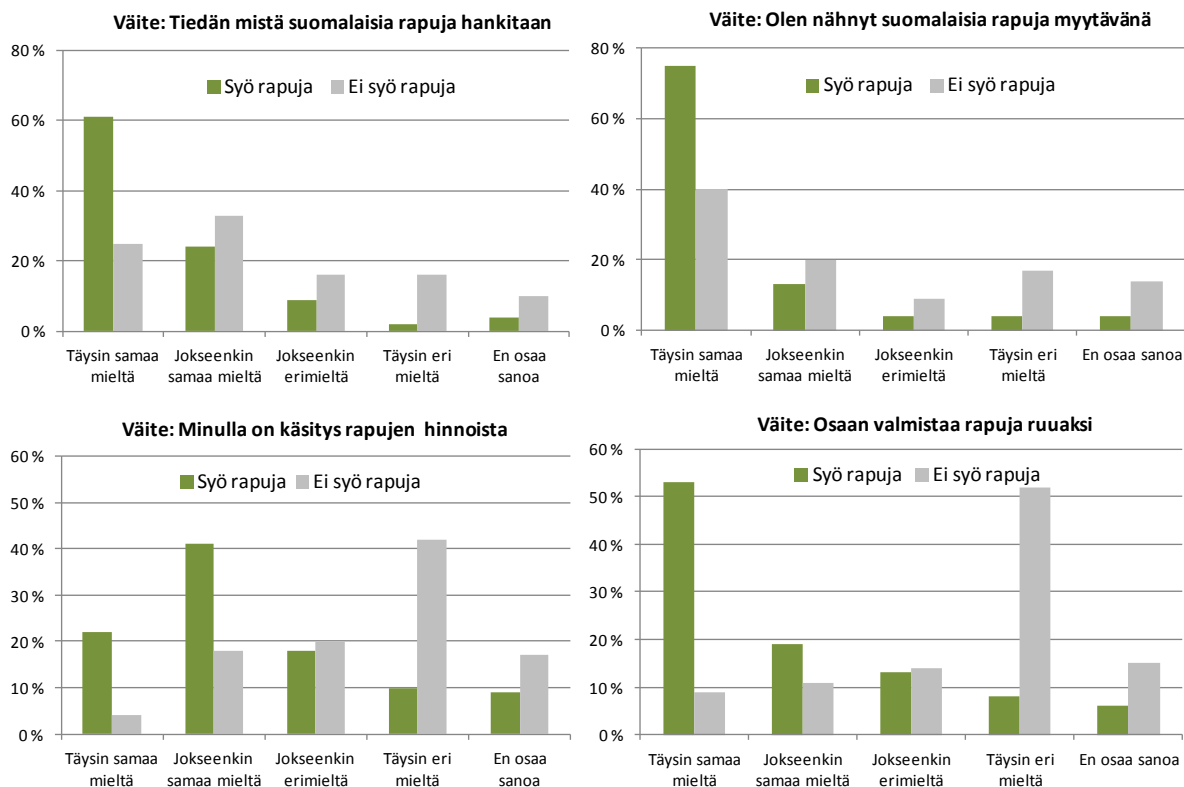 Väite: Tiedän mistä suomalaisia rapuja hankitaan
80 %
60 %
40 %
20 %
0 %
Syö rapuja Ei syö rapuja
Täysin samaa mieltä
Jokseenkin samaa mieltä
Jokseenkin erimieltä
Täysin eri mieltä
En osaa sanoa
Väite: Olen nähnyt suomalaisia rapuja myytävänä
80 %
60 %
40 %
20 %
0 %
Syö rapuja Ei syö rapuja
Täysin samaa mieltä
Jokseenkin samaa mieltä
Jokseenkin erimieltä
Täysin eri mieltä
En osaa sanoa
Väite: Minulla on käsitys rapujen hinnoista
60 %
50 %
40 %
30 %
20 %
10 %
0 %
Syö rapuja Ei syö rapuja
Täysin samaa mieltä
Jokseenkin samaa mieltä
Jokseenkin erimieltä
Täysin eri mieltä
En osaa sanoa
Väite: Osaan valmistaa rapuja ruuaksi
60 %
50 %
40 %
30 %
20 %
10 %
0 %
Syö rapuja Ei syö rapuja
Täysin samaa mieltä
Jokseenkin samaa mieltä
Jokseenkin erimieltä
Täysin eri mieltä
En osaa sanoa